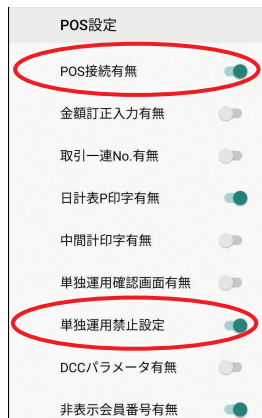 POS設定
POS接続有無
金額訂正入力有無
取引一連No.有無
日計表P印字有無
中間計印字有無
単独運用確認画面有無
単独運用禁止設定
DCCパラメータ有無
非表示会員番号有無